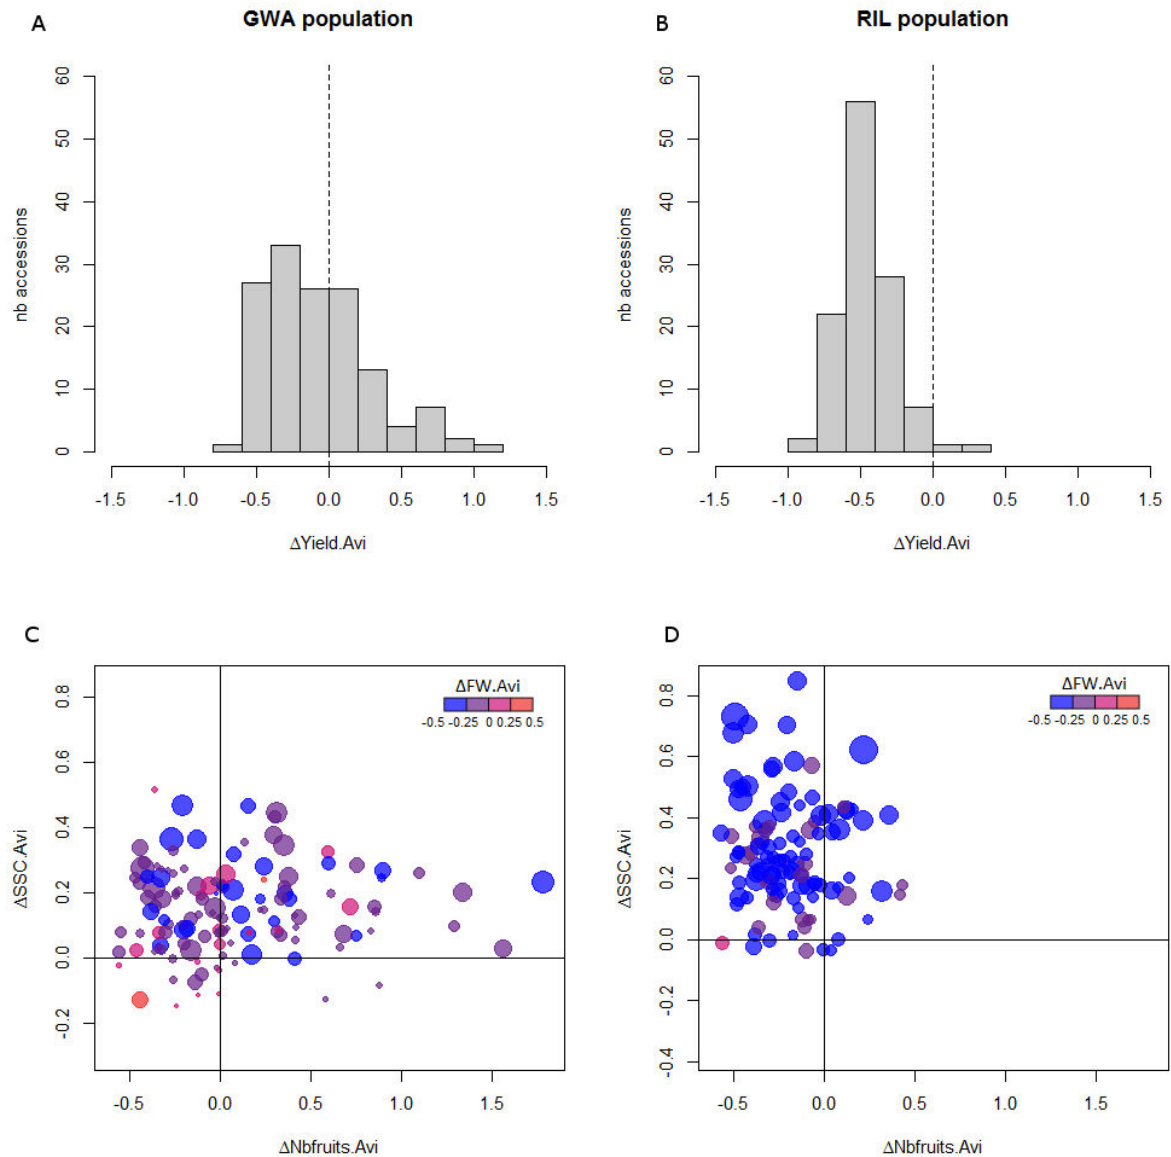 A
GWA population
nb accessions
60
50
40
30
20
10
0
-1.5 -1.0 -0.5 0.0 0.5 1.0 1.5
ΔYield.Avi
B
RIL population
nb accessions
60
50
40
30
20
10
0
-1.5 -1.0 -0.5 0.0 0.5 1.0 1.5
ΔYield.Avi
C
ΔSSC.Avi
0.8
0.6
0.4
0.2
0.0
-0.2
ΔFW.Avi
-0.5 -0.25 0 0.25 0.5
-0.5 0.0 0.5 1.0 1.5
ΔNbfruits.Avi
D
ΔSSC.Avi
0.8
0.6
0.4
0.2
0.0
-0.2
-0.4
ΔFW.Avi
-0.5 -0.25 0 0.25 0.5
-0.5 0.0 0.5 1.0 1.5
ΔNbfruits.Avi